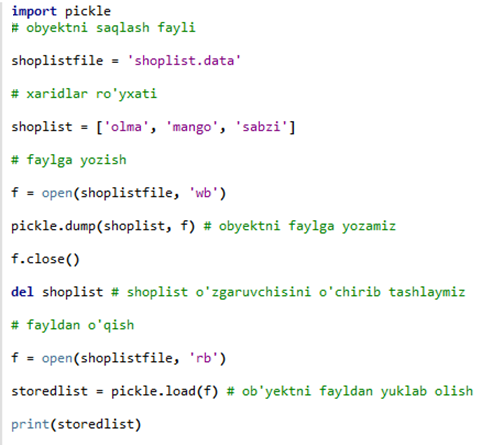 import pickle
# obyektni saqlash fayli
shoplistfile = 'shoplist.data'
# xaridlar ro'yxati
shoplist = ['olma', 'mango', 'sabzi']
# faylga yozish
f = open(shoplistfile, 'wb')
pickle.dump(shoplist, f) # obyektni faylga yozamiz
f.close()
del shoplist # shoplist o'zgaruvchisini o'chirib tashlaymiz
# fayldan o'qish
f = open(shoplistfile, 'rb')
storedlist = pickle.load(f) # ob'yektni fayldan yuklab olish
print(storedlist)